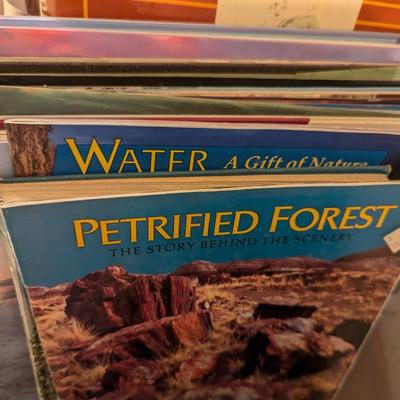 WATER A Gift of Nature
PETRIFIED FOREST
THE STORY BEHIND THE SCENERY